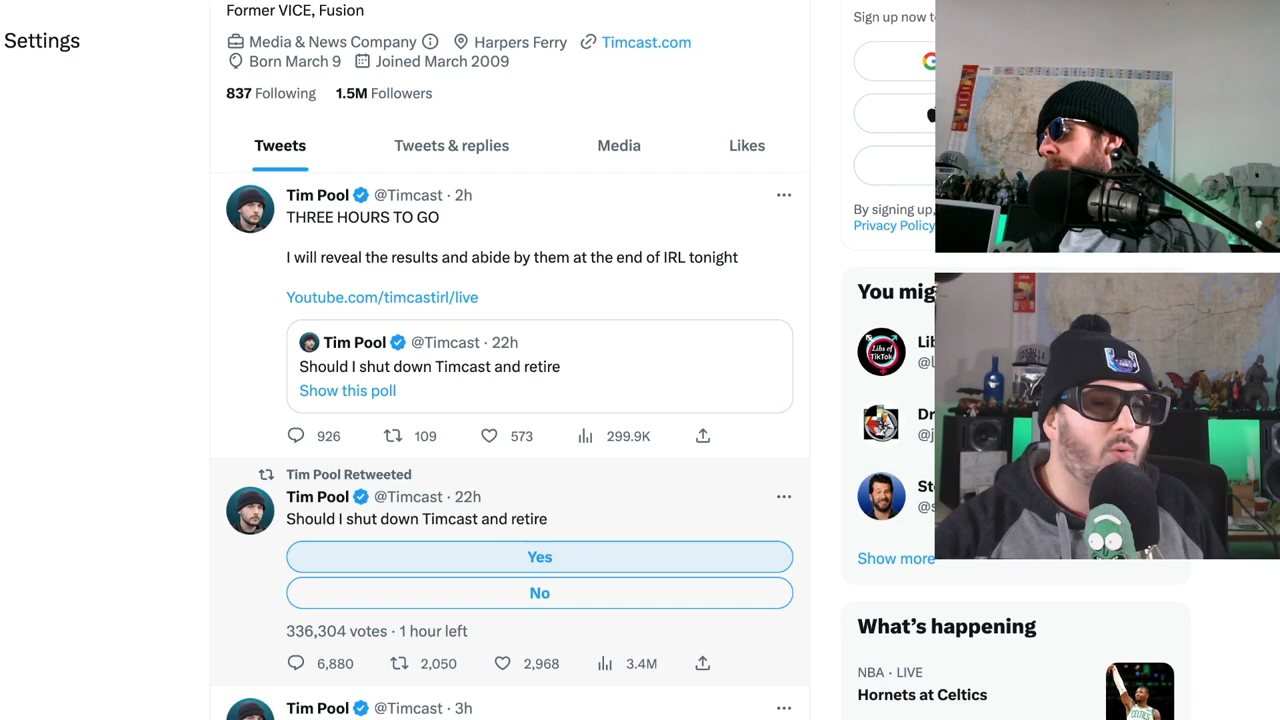 Settings
Former VICE, Fusion
Media & News Company
Harpers Ferry
Timcast.com
Born March 9
Joined March 2009
837 Following
1.5M Followers
Tweets
Tweets & replies
Media
Likes
Tim Pool @Timcast · 2h
THREE HOURS TO GO
I will reveal the results and abide by them at the end of IRL tonight
Youtube.com/timcastirl/live
Tim Pool @Timcast · 22h
Should I shut down Timcast and retire
Show this poll
926
109
573
299.9K
Tim Pool Retweeted
Tim Pool @Timcast · 22h
Should I shut down Timcast and retire
Yes
No
336,304 votes · 1 hour left
6,880
2,050
2,968
3.4M
Tim Pool @Timcast · 3h
Sign up now t
By signing up,
Privacy Policy
You mig
Libs of
TikTok
Lib
@l
Dr
@j
St
@s
Show more
What's happening
NBA · LIVE
Hornets at Celtics